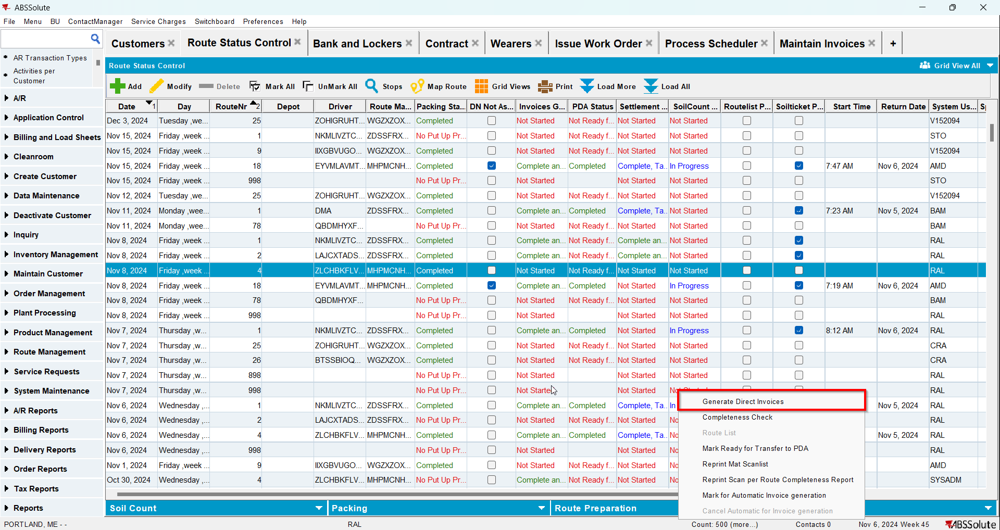 ABSSolute
File Menu BU ContactManager Service Charges Switchboard Preferences Help
Customers Route Status Control Bank and Lockers Contract Wearers Issue Work Order Process Scheduler Maintain Invoices +
AR Transaction Types
Activities per
Customer
A/R
Application Control
Billing and Load Sheets
Cleanroom
Create Customer
Data Maintenance
Deactivate Customer
Inquiry
Inventory Management
Maintain Customer
Order Management
Plant Processing
Product Management
Route Management
Service Requests
System Maintenance
A/R Reports
Billing Reports
Delivery Reports
Order Reports
Tax Reports
Reports
Route Status Control Grid View All
Add Modify Delete Mark All UnMark All Stops Map Route Grid Views Print Load More Load All
Date 1 Day RouteNr 2 Depot Driver Route Ma... Packing Sta... DN Not As... Invoices G... PDA Status Settlement ... SoilCount ... Routelist P... Soilticket P... Start Time Return Date System Us...
Dec 3, 2024 Tuesday ,we... 25 ZOHIGRUHT... WGZXZOX... Completed Not Started Not Ready f... Not Started Not Started V152094
Nov 15, 2024 Friday ,week ... 1 NKMLIVZTC... ZDSSFRX... No Put Up Pr... Not Started Not Ready f... Not Started Not Started STO
Nov 15, 2024 Friday ,week ... 9 IIXGBVUGO... WGZXZOX... Completed Not Started Not Ready f... Not Started Not Started V152094
Nov 15, 2024 Friday ,week ... 18 EYVMLAVMT... MHPMCNH... Completed Complete an... Completed Complete, Ta... In Progress 7:47 AM Nov 6, 2024 AMD
Nov 15, 2024 Friday ,week ... 998 No Put Up Pr... Not Started Not Started Not Started STO
Nov 12, 2024 Tuesday ,we... 25 ZOHIGRUHT... WGZXZOX... Completed Not Started Not Ready f... Not Started Not Started V152094
Nov 11, 2024 Monday ,wee... 1 DMA ZDSSFRX... Completed Complete an... Completed Complete, Ta... Not Started 7:23 AM Nov 5, 2024 BAM
Nov 11, 2024 Monday ,wee... 78 QBDMHYXF... No Put Up Pr... Not Started Not Ready f... Not Started Not Started BAM
Nov 8, 2024 Friday ,week ... 1 NKMLIVZTC... ZDSSFRX... Completed Complete an... Not Ready f... Complete an... Not Started RAL
Nov 8, 2024 Friday ,week ... 2 LAJCXTADS... ZDSSFRX... Completed Complete an... Not Ready f... Complete an... Not Started RAL
Nov 8, 2024 Friday ,week ... 4 ZLCHBKFLV... MHPMCNH... Completed Not Started Not Ready f... Not Started Not Started RAL
Nov 8, 2024 Friday ,week ... 18 EYVMLAVMT... MHPMCNH... Completed Complete an... Completed Not Started In Progress 7:19 AM Nov 6, 2024 AMD
Nov 8, 2024 Friday ,week ... 78 QBDMHYXF... No Put Up Pr... Not Started Not Ready f... Not Started Not Started BAM
Nov 8, 2024 Friday ,week ... 998 No Put Up Pr... Not Started Not Started Not Started RAL
Nov 7, 2024 Thursday ,w... 1 NKMLIVZTC... ZDSSFRX... Completed Complete an... Completed Not Started In Progress 8:12 AM Nov 6, 2024 RAL
Nov 7, 2024 Thursday ,w... 25 ZOHIGRUHT... WGZXZOX... Completed Not Started Not Ready f... Not Started Not Started CRA
Nov 7, 2024 Thursday ,w... 26 BTSSBIOQ... WGZXZOX... Completed Not Started Not Ready f... Not Started Not Started CRA
Nov 7, 2024 Thursday ,w... 898 No Put Up Pr... Not Started Not Started Not Started RAL
Nov 7, 2024 Thursday ,w... 998 No Put Up Pr... Not Started Not Started RAL
Nov 6, 2024 Wednesday ,... 1 NKMLIVZTC... ZDSSFRX... Completed Complete an... Completed Complete, Ta... In Nov 5, 2024 RAL
Nov 6, 2024 Wednesday ,... 2 LAJCXTADS... ZDSSFRX... No Put Up Pr... Not Started Not Ready f... Not Started No RAL
Nov 6, 2024 Wednesday ,... 4 ZLCHBKFLV... MHPMCNH... Completed Complete an... Completed Complete, Ta... No Nov 5, 2024 RAL
Nov 6, 2024 Wednesday ,... 998 No Put Up Pr... Not Started Not Started No RAL
Nov 1, 2024 Friday ,week ... 9 IIXGBVUGO... WGZXZOX... Completed Not Started Not Ready f... Not Started No AMD
Oct 30, 2024 Wednesday ,... 4 ZLCHBKFLV... MHPMCNH... No Put Up Pr... Complete an... Not Ready f... Not Started No SYSADM
Generate Direct Invoices
Completeness Check
Route List
Mark Ready for Transfer to PDA
Reprint Mat Scanlist
Reprint Scan per Route Completeness Report
Mark for Automatic Invoice generation
Cancel Automatic for Invoice generation
Soil Count Packing Route Preparation
PORTLAND, ME - - RAL Count: 500 (more...) Contacts 0 Nov 6, 2024 Week 45 ABSSolute